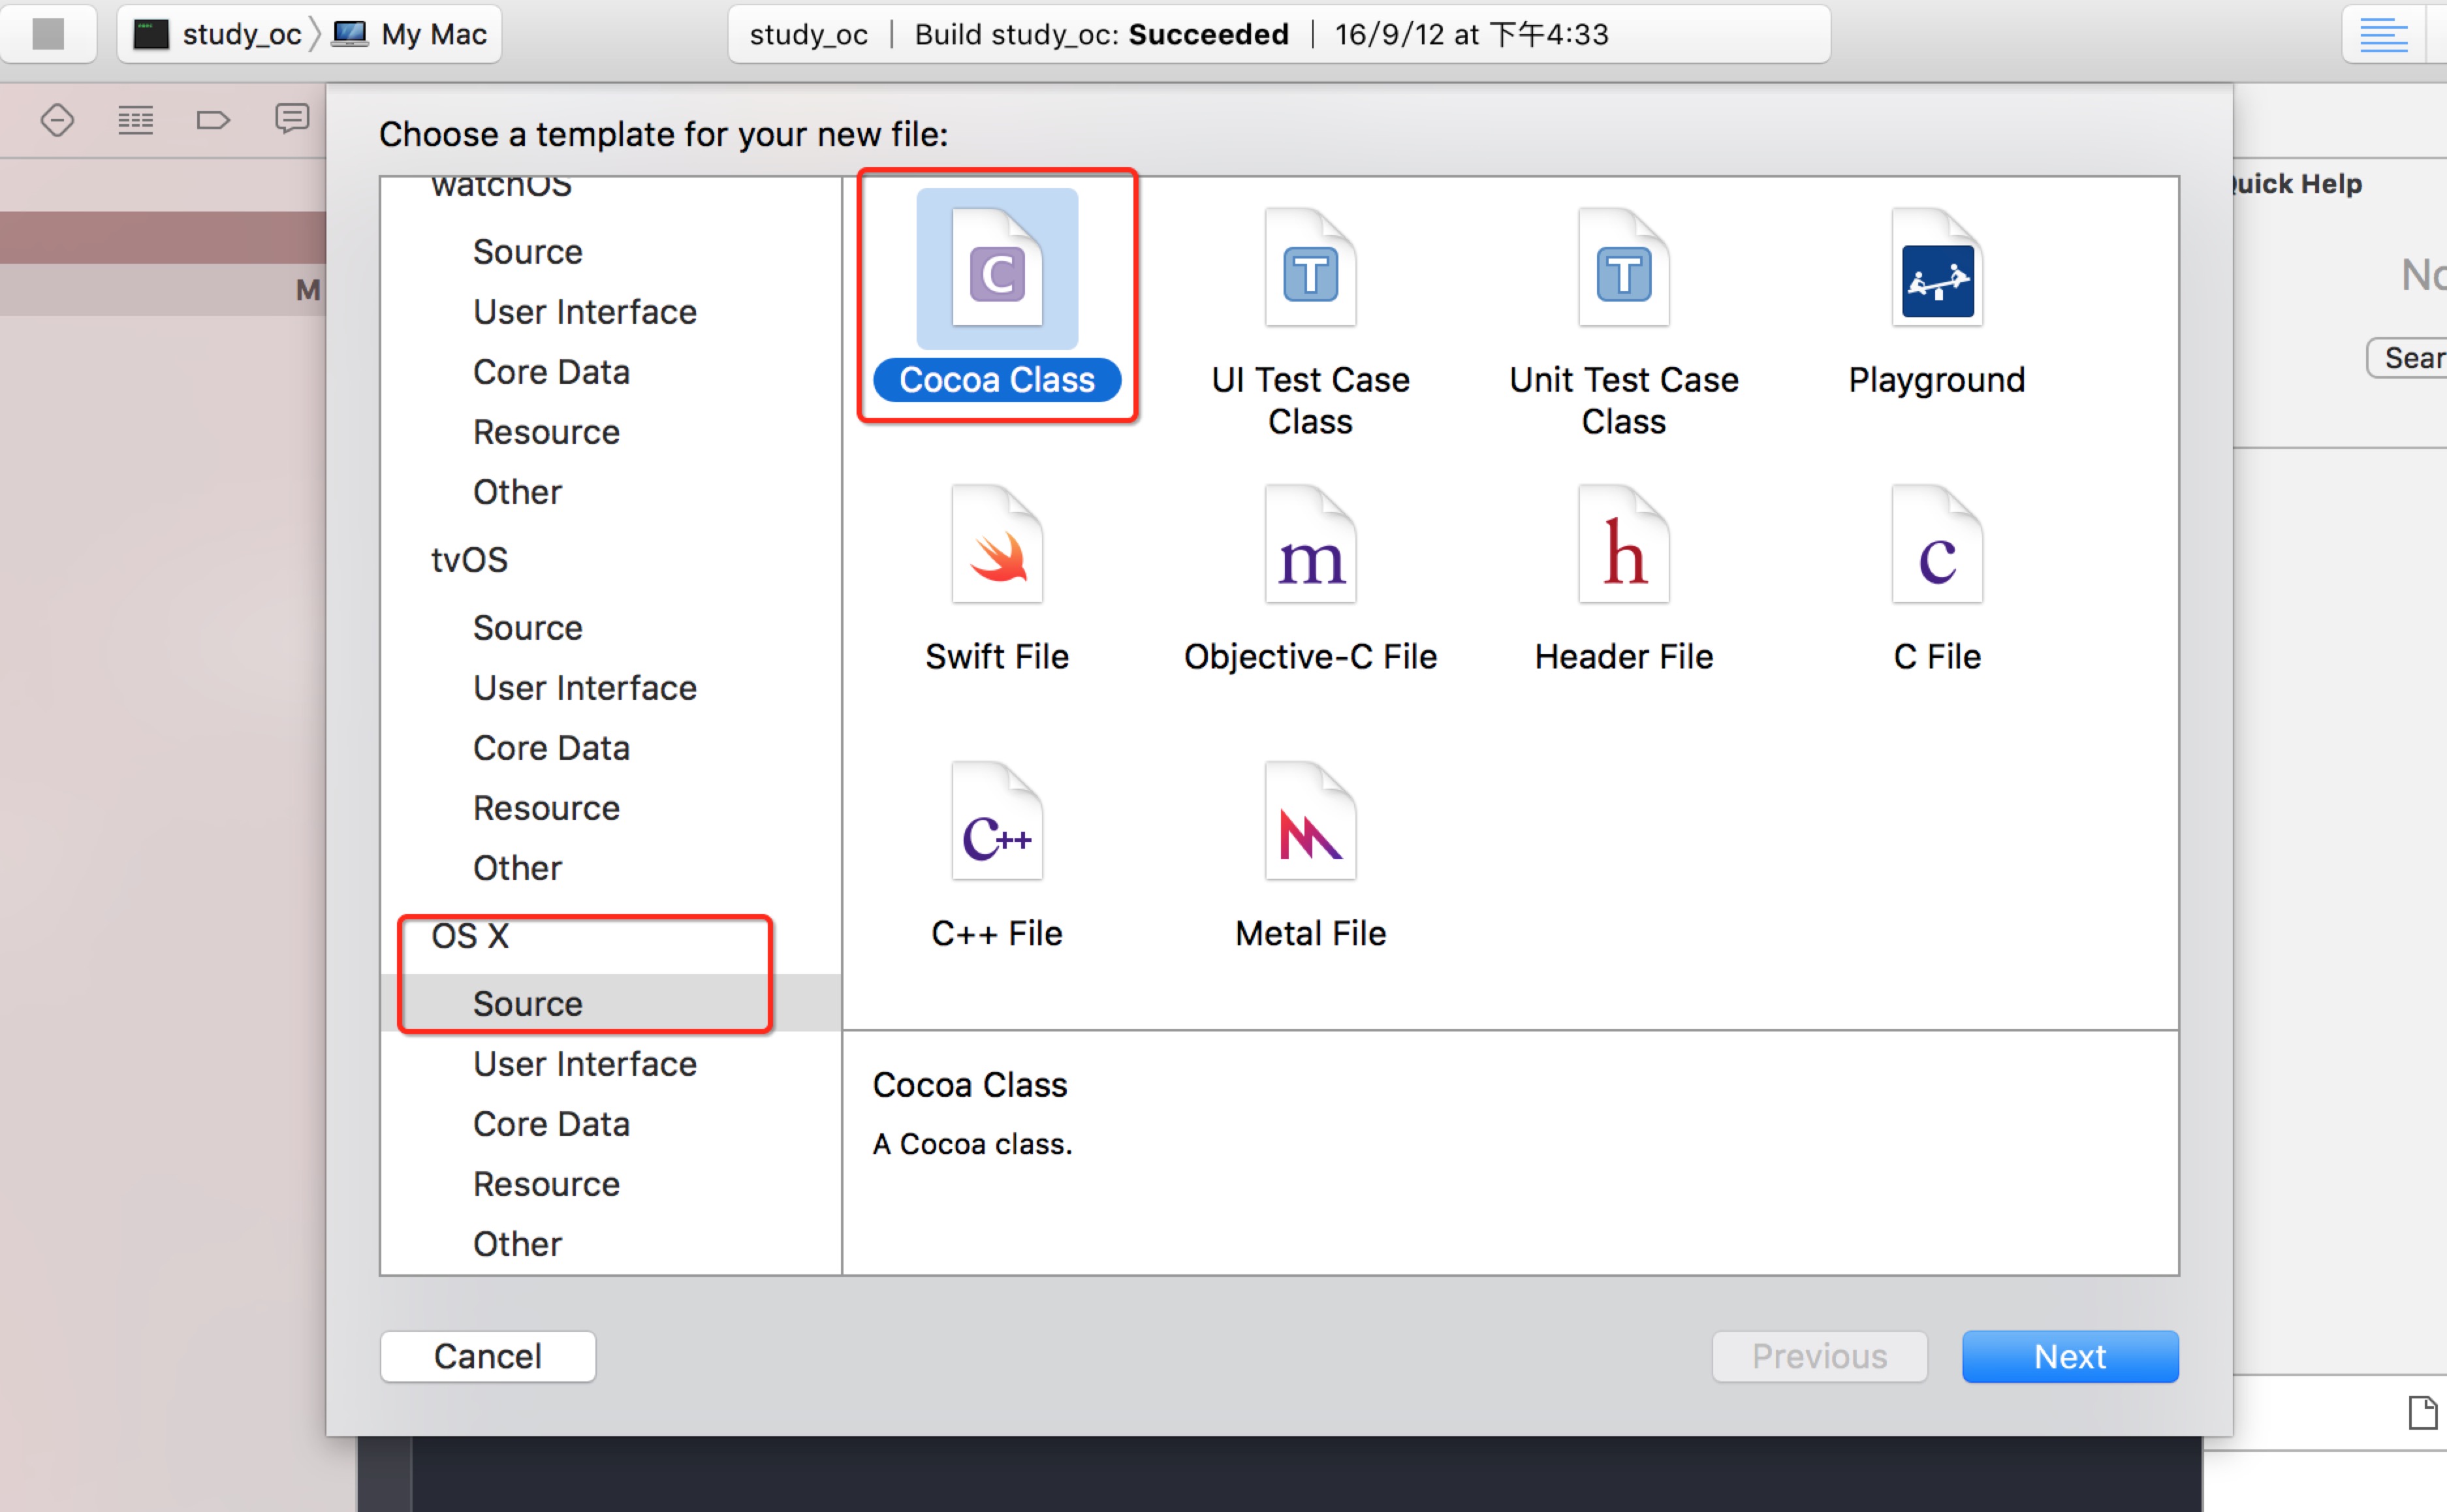 study_oc My Mac
study_oc | Build study_oc: Succeeded | 16/9/12 at 下午4:33
Choose a template for your new file:
watchOS
Source
User Interface
Core Data
Resource
Other
tvOS
Source
User Interface
Core Data
Resource
Other
OS X
Source
User Interface
Core Data
Resource
Other
Cocoa Class
UI Test Case
Class
Unit Test Case
Class
Playground
Swift File
Objective-C File
Header File
C File
C++ File
Metal File
C
T
T
m
h
c
C++
Cocoa Class
A Cocoa class.
Cancel
Previous
Next
M
Quick Help